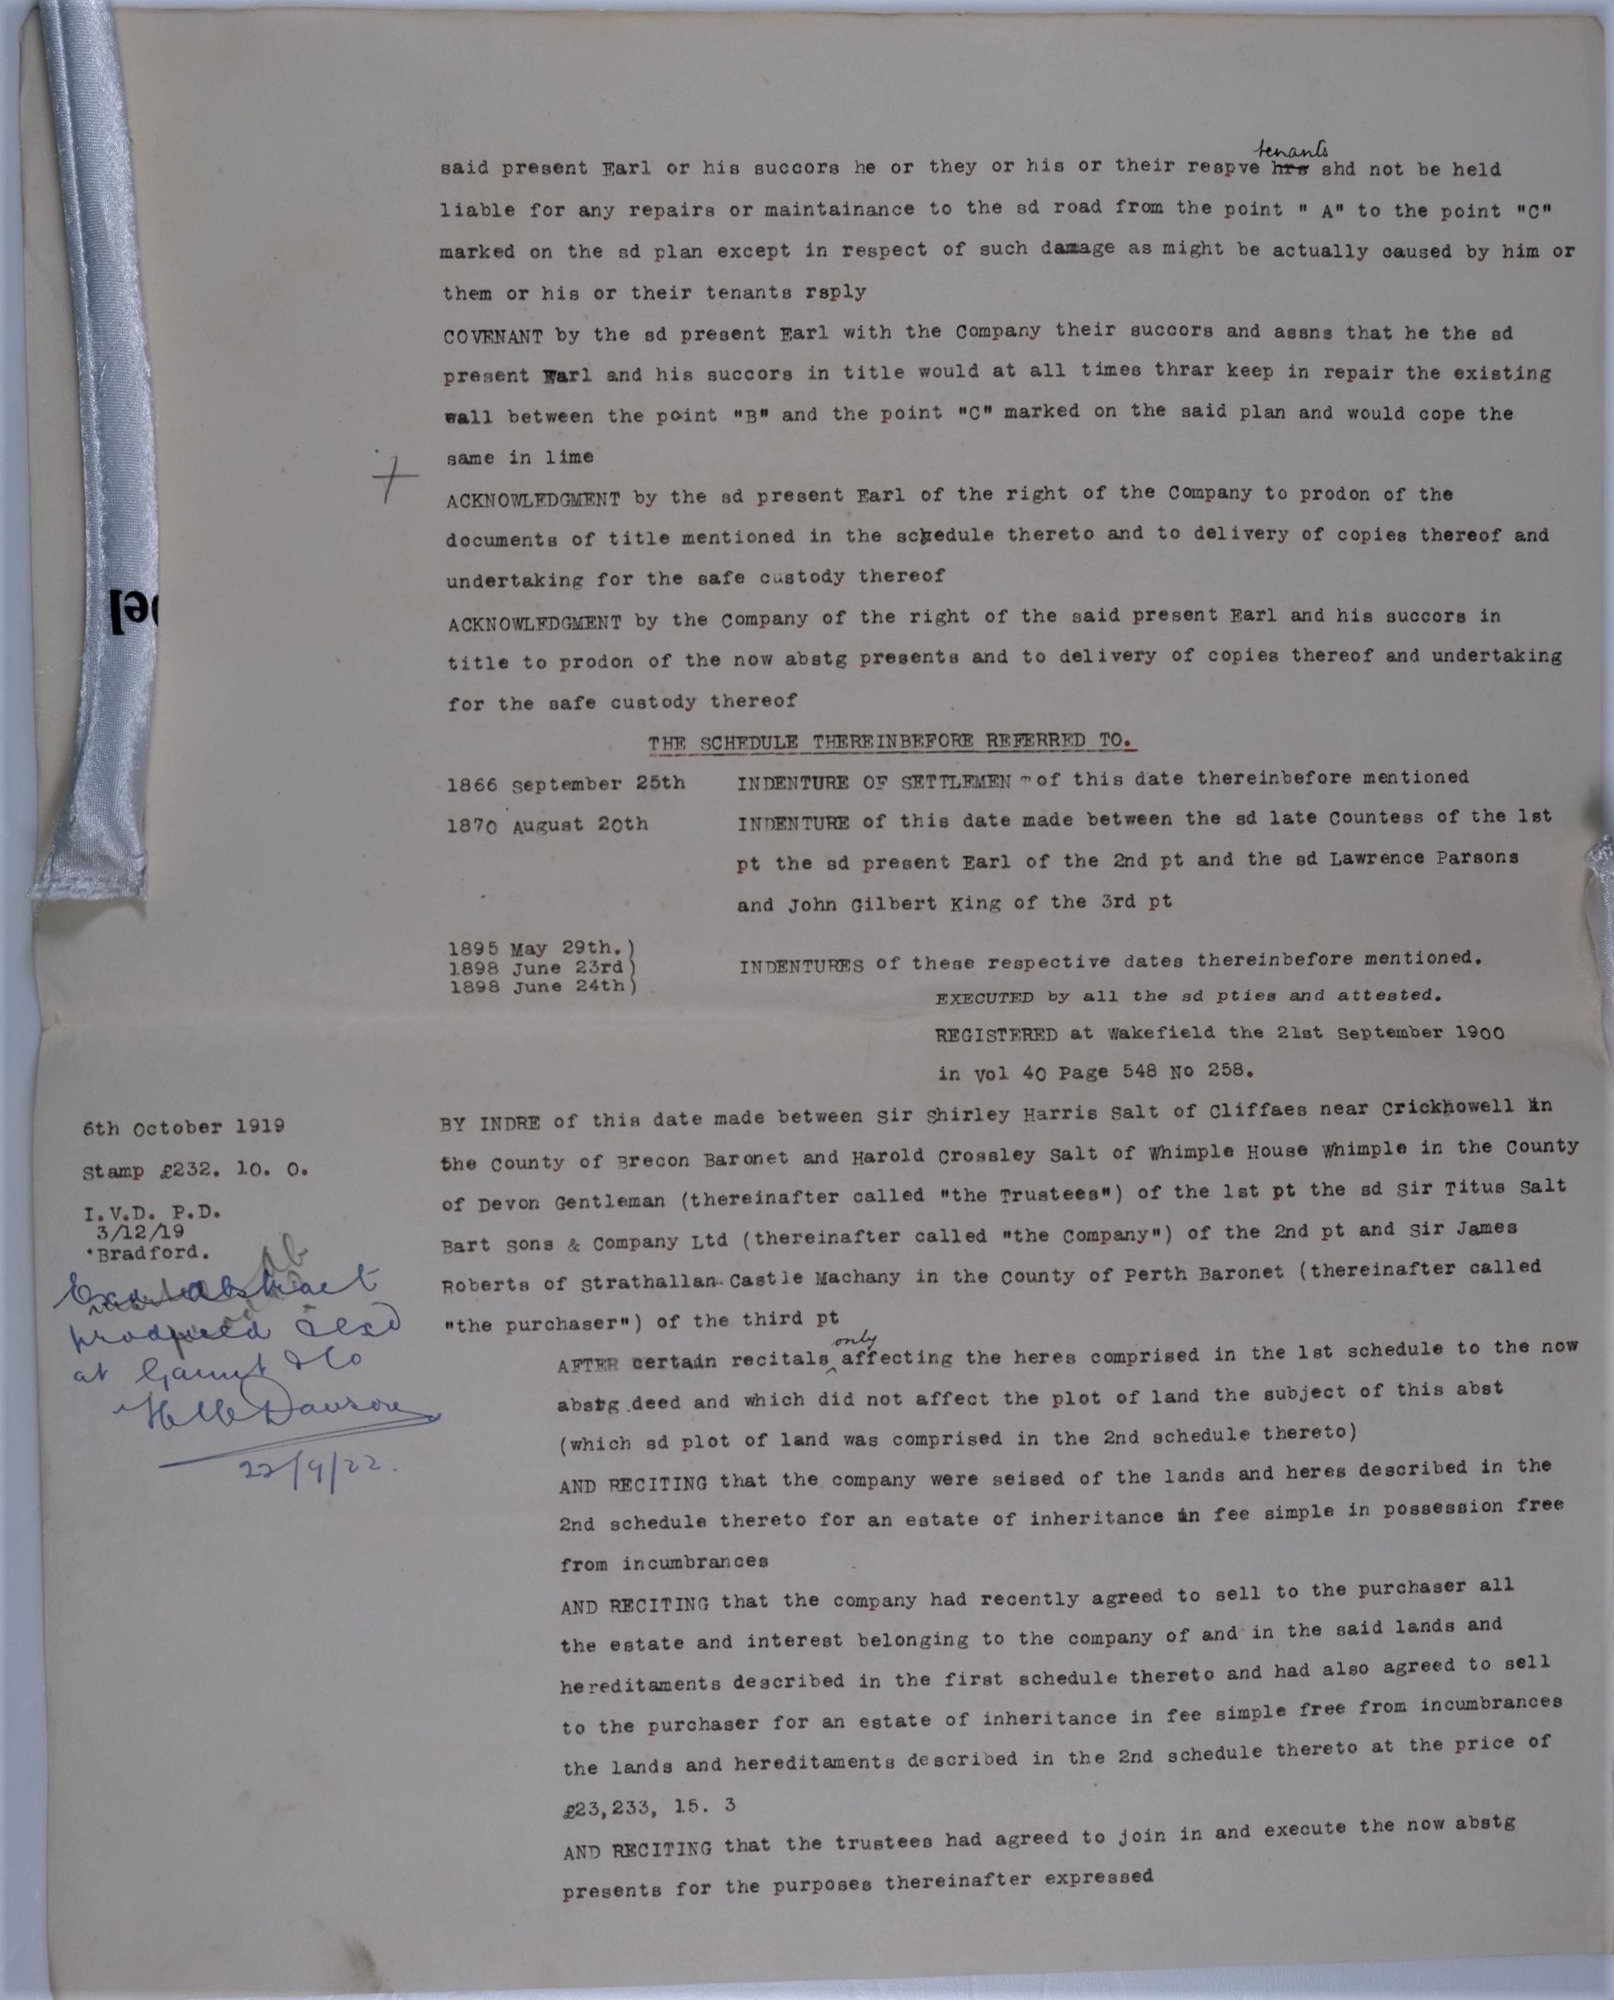 said present Earl or his succors he or they or his or their respve hrs tenants shd not be held
liable for any repairs or maintainance to the sd road from the point " A" to the point "C"
marked on the sd plan except in respect of such damage as might be actually caused by him or
them or his or their tenants rsply
COVENANT by the sd present Earl with the Company their succors and assns that he the sd
present Earl and his succors in title would at all times thrar keep in repair the existing
wall between the point "B" and the point "C" marked on the said plan and would cope the
same in lime
ACKNOWLEDGMENT by the sd present Earl of the right of the Company to prodon of the
documents of title mentioned in the schedule thereto and to delivery of copies thereof and
undertaking for the safe custody thereof
ACKNOWLEDGMENT by the Company of the right of the said present Earl and his succors in
title to prodon of the now abstg presents and to delivery of copies thereof and undertaking
for the safe custody thereof
THE SCHEDULE THEREINBEFORE REFERRED TO.
1866 September 25th INDENTURE OF SETTLEMEN of this date thereinbefore mentioned
1870 August 20th INDENTURE of this date made between the sd late Countess of the 1st
pt the sd present Earl of the 2nd pt and the sd Lawrence Parsons
and John Gilbert King of the 3rd pt
1895 May 29th.)
1898 June 23rd) INDENTURES of these respective dates thereinbefore mentioned.
1898 June 24th)
EXECUTED by all the sd pties and attested.
REGISTERED at Wakefield the 21st September 1900
in Vol 40 Page 548 No 258.
6th October 1919
Stamp £232. 10. 0.
I.V.D. P.D.
3/12/19
Bradford.
abstract
produced
at & Co
Dawson
22/9/22.
BY INDRE of this date made between Sir Shirley Harris Salt of Cliffaes near Crickhowell in
the County of Brecon Baronet and Harold Crossley Salt of Whimple House Whimple in the County
of Devon Gentleman (thereinafter called "the Trustees") of the 1st pt the sd Sir Titus Salt
Bart Sons & Company Ltd (thereinafter called "the Company") of the 2nd pt and Sir James
Roberts of Strathallan Castle Machany in the County of Perth Baronet (thereinafter called
"the purchaser") of the third pt
AFTER certain recitals only affecting the heres comprised in the 1st schedule to the now
abstg deed and which did not affect the plot of land the subject of this abst
(which sd plot of land was comprised in the 2nd schedule thereto)
AND RECITING that the company were seised of the lands and heres described in the
2nd schedule thereto for an estate of inheritance in fee simple in possession free
from incumbrances
AND RECITING that the company had recently agreed to sell to the purchaser all
the estate and interest belonging to the company of and in the said lands and
hereditaments described in the first schedule thereto and had also agreed to sell
to the purchaser for an estate of inheritance in fee simple free from incumbrances
the lands and hereditaments described in the 2nd schedule thereto at the price of
£23,233, 15. 3
AND RECITING that the trustees had agreed to join in and execute the now abstg
presents for the purposes thereinafter expressed